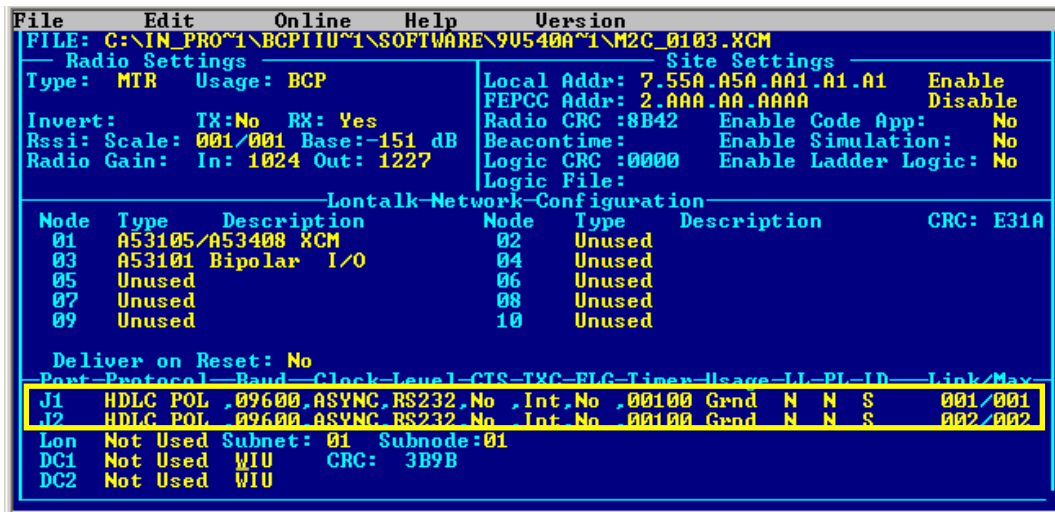 File Edit Online Help Version
FILE: C:\IN_PRO~1\BCPIIU~1\SOFTWARE\9V540A~1\M2C_0103.XCM
Radio Settings Site Settings
Type: MTR Usage: BCP Local Addr: 7.55A.A5A.AA1.A1.A1 Enable
FEPCC Addr: 2.AAA.AA.AAAA Disable
Invert: TX:No RX: Yes Radio CRC :8B42 Enable Code App: No
Rssi: Scale: 001/001 Base:-151 dB Beacontime: Enable Simulation: No
Radio Gain: In: 1024 Out: 1227 Logic CRC :0000 Enable Ladder Logic: No
Logic File:
Lontalk Network Configuration
Node Type Description Node Type Description CRC: E31A
01 A53105/A53408 XCM 02 Unused
03 A53101 Bipolar I/O 04 Unused
05 Unused 06 Unused
07 Unused 08 Unused
09 Unused 10 Unused
Deliver on Reset: No
Port Protocol Baud Clock Level CTS TXC FLG Timer Usage LL PL LD Link/Max
J1 HDLC POL ,09600,ASYNC,RS232,No ,Int,No ,00100 Grnd N N S 001/001
J2 HDLC POL ,09600,ASYNC,RS232,No ,Int,No ,00100 Grnd N N S 002/002
Lon Not Used Subnet: 01 Subnode:01
DC1 Not Used WIU CRC: 3B9B
DC2 Not Used WIU